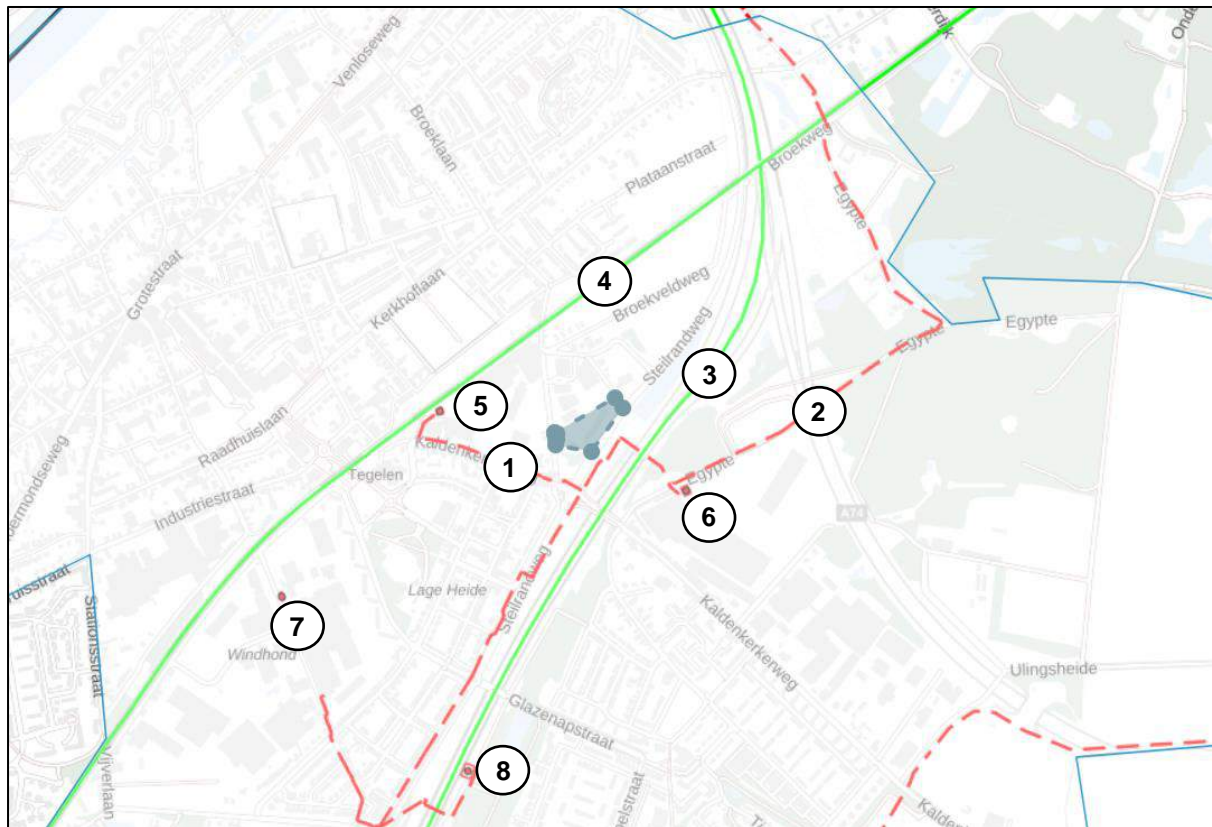 Venloseweg
Broeklaan
Plataanstraat
Broekweg
Egypte
Grotestraat
Kerkhoflaan
4
Broekveldweg
Steilrandweg
3
Egypte
Egypte
5
2
Raadhuislaan
1
Tegelen
Egypte
Industriestraat
6
A74
Stationsstraat
Lage Heide
Steilrandweg
7
Windhond
Kaldenkerkerweg
Ulingsheide
Glazenapstraat
8
Vijverlaan